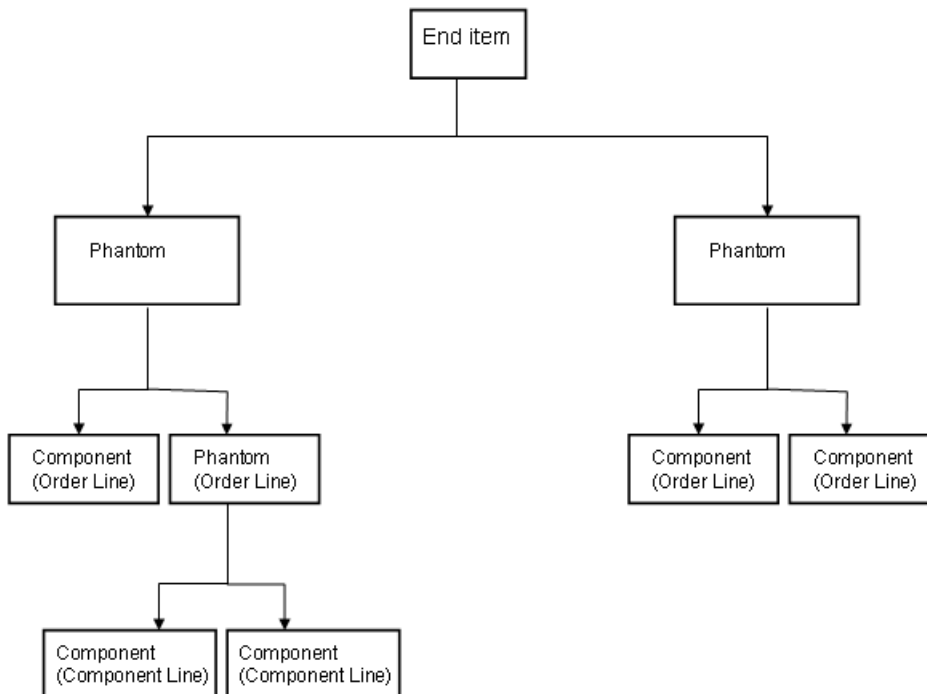 End item
Phantom
Phantom
Component
(Order Line)
Phantom
(Order Line)
Component
(Order Line)
Component
(Order Line)
Component
(Component Line)
Component
(Component Line)